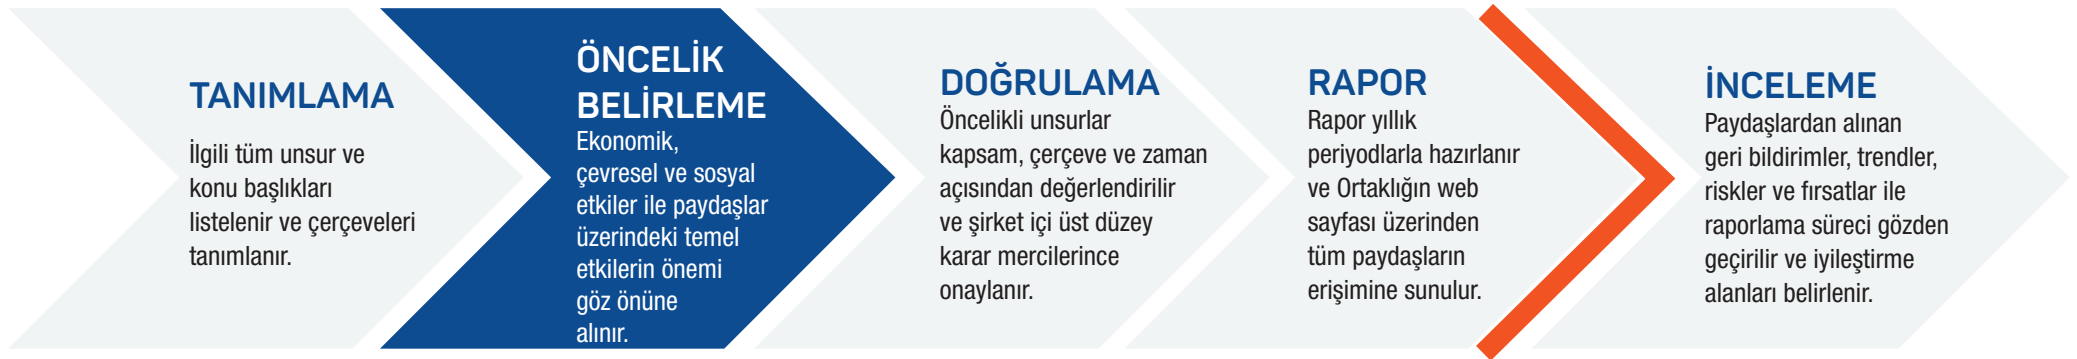 TANIMLAMA
İlgili tüm unsur ve
konu başlıkları
listelenir ve çerçeveleri
tanımlanır.
ÖNCELİK
BELİRLEME
Ekonomik,
çevresel ve sosyal
etkiler ile paydaşlar
üzerindeki temel
etkilerin önemi
göz önüne
alınır.
DOĞRULAMA
Öncelikli unsurlar
kapsam, çerçeve ve zaman
açısından değerlendirilir
ve şirket içi üst düzey
karar mercilerince
onaylanır.
RAPOR
Rapor yıllık
periyodlarla hazırlanır
ve Ortaklığın web
sayfası üzerinden
tüm paydaşların
erişimine sunulur.
İNCELEME
Paydaşlardan alınan
geri bildirimler, trendler,
riskler ve fırsatlar ile
raporlama süreci gözden
geçirilir ve iyileştirme
alanları belirlenir.